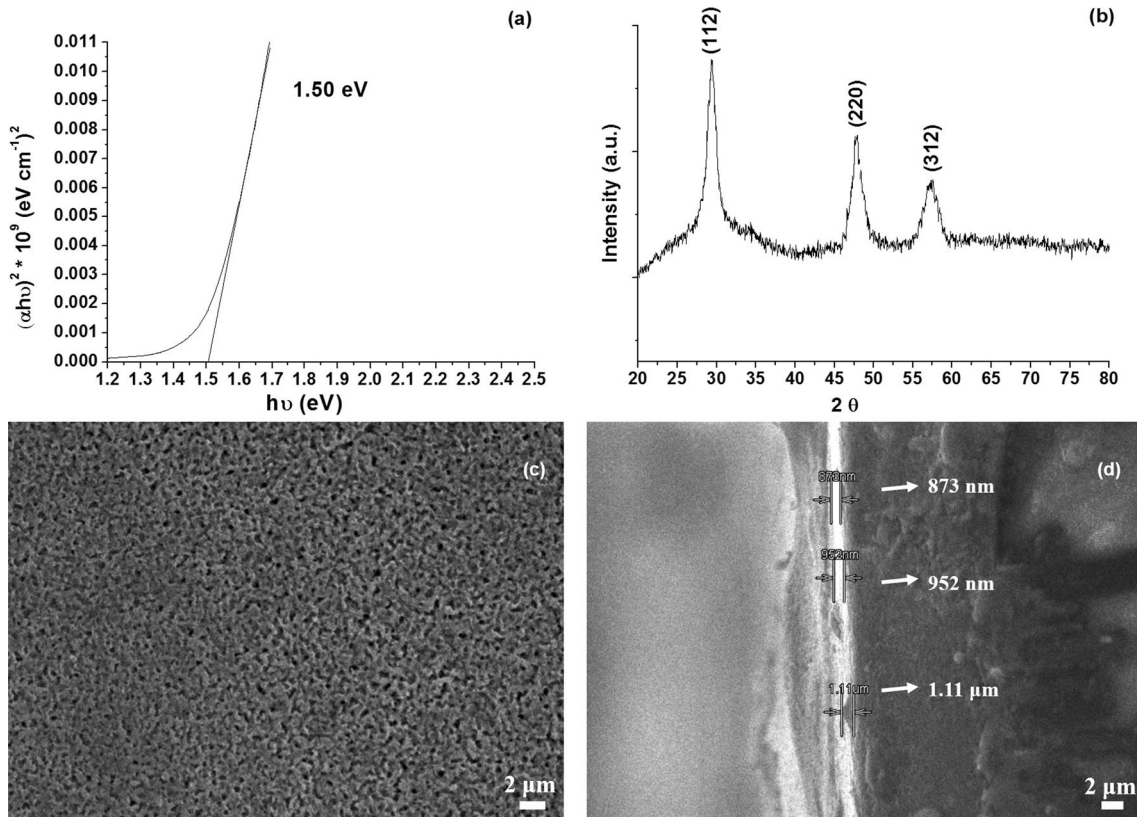 (a)
0.011
0.010
0.009
0.008
0.007
0.006
0.005
0.004
0.003
0.002
0.001
0.000
(αhυ)² * 10⁹ (eV cm⁻¹)²
1.50 eV
1.2 1.3 1.4 1.5 1.6 1.7 1.8 1.9 2.0 2.1 2.2 2.3 2.4 2.5
hυ (eV)
(b)
(112)
(220)
(312)
Intensity (a.u.)
20 25 30 35 40 45 50 55 60 65 70 75 80
2 θ
(c)
2 μm
(d)
873nm
873 nm
952nm
952 nm
1.11um
1.11 μm
2 μm